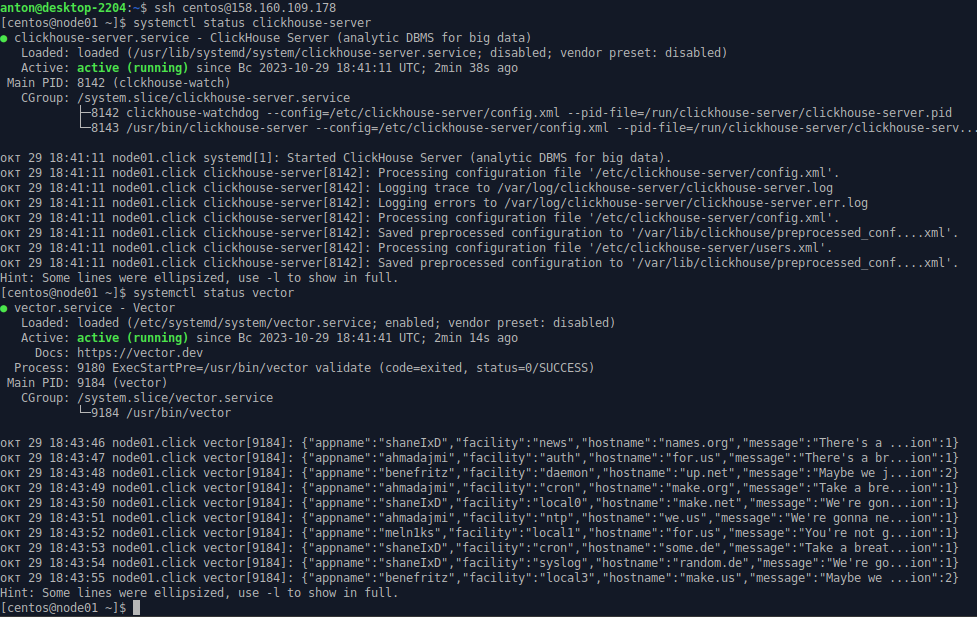 anton@desktop-2204:~$ ssh centos@158.160.109.178
[centos@node01 ~]$ systemctl status clickhouse-server
● clickhouse-server.service - ClickHouse Server (analytic DBMS for big data)
   Loaded: loaded (/usr/lib/systemd/system/clickhouse-server.service; disabled; vendor preset: disabled)
   Active: active (running) since Вс 2023-10-29 18:41:11 UTC; 2min 38s ago
 Main PID: 8142 (clckhouse-watch)
   CGroup: /system.slice/clickhouse-server.service
           ├─8142 clickhouse-watchdog --config=/etc/clickhouse-server/config.xml --pid-file=/run/clickhouse-server/clickhouse-server.pid
           └─8143 /usr/bin/clickhouse-server --config=/etc/clickhouse-server/config.xml --pid-file=/run/clickhouse-server/clickhouse-serv...
окт 29 18:41:11 node01.click systemd[1]: Started ClickHouse Server (analytic DBMS for big data).
окт 29 18:41:11 node01.click clickhouse-server[8142]: Processing configuration file '/etc/clickhouse-server/config.xml'.
окт 29 18:41:11 node01.click clickhouse-server[8142]: Logging trace to /var/log/clickhouse-server/clickhouse-server.log
окт 29 18:41:11 node01.click clickhouse-server[8142]: Logging errors to /var/log/clickhouse-server/clickhouse-server.err.log
окт 29 18:41:11 node01.click clickhouse-server[8142]: Processing configuration file '/etc/clickhouse-server/config.xml'.
окт 29 18:41:11 node01.click clickhouse-server[8142]: Saved preprocessed configuration to '/var/lib/clickhouse/preprocessed_conf....xml'.
окт 29 18:41:11 node01.click clickhouse-server[8142]: Processing configuration file '/etc/clickhouse-server/users.xml'.
окт 29 18:41:11 node01.click clickhouse-server[8142]: Saved preprocessed configuration to '/var/lib/clickhouse/preprocessed_conf....xml'.
Hint: Some lines were ellipsized, use -l to show in full.
[centos@node01 ~]$ systemctl status vector
● vector.service - Vector
   Loaded: loaded (/etc/systemd/system/vector.service; enabled; vendor preset: disabled)
   Active: active (running) since Вс 2023-10-29 18:41:41 UTC; 2min 14s ago
     Docs: https://vector.dev
  Process: 9180 ExecStartPre=/usr/bin/vector validate (code=exited, status=0/SUCCESS)
 Main PID: 9184 (vector)
   CGroup: /system.slice/vector.service
           └─9184 /usr/bin/vector
окт 29 18:43:46 node01.click vector[9184]: {"appname":"shaneIxD","facility":"news","hostname":"names.org","message":"There's a ...ion":1}
окт 29 18:43:47 node01.click vector[9184]: {"appname":"ahmadajmi","facility":"auth","hostname":"for.us","message":"There's a br...ion":1}
окт 29 18:43:48 node01.click vector[9184]: {"appname":"benefritz","facility":"daemon","hostname":"up.net","message":"Maybe we j...ion":2}
окт 29 18:43:49 node01.click vector[9184]: {"appname":"ahmadajmi","facility":"cron","hostname":"make.org","message":"Take a bre...ion":1}
окт 29 18:43:50 node01.click vector[9184]: {"appname":"shaneIxD","facility":"local0","hostname":"make.net","message":"We're gon...ion":1}
окт 29 18:43:51 node01.click vector[9184]: {"appname":"ahmadajmi","facility":"ntp","hostname":"we.us","message":"We're gonna ne...ion":1}
окт 29 18:43:52 node01.click vector[9184]: {"appname":"meln1ks","facility":"local1","hostname":"for.us","message":"You're not g...ion":1}
окт 29 18:43:53 node01.click vector[9184]: {"appname":"shaneIxD","facility":"cron","hostname":"some.de","message":"Take a breat...ion":1}
окт 29 18:43:54 node01.click vector[9184]: {"appname":"shaneIxD","facility":"syslog","hostname":"random.de","message":"We're go...ion":1}
окт 29 18:43:55 node01.click vector[9184]: {"appname":"benefritz","facility":"local3","hostname":"make.us","message":"Maybe we ...ion":2}
Hint: Some lines were ellipsized, use -l to show in full.
[centos@node01 ~]$